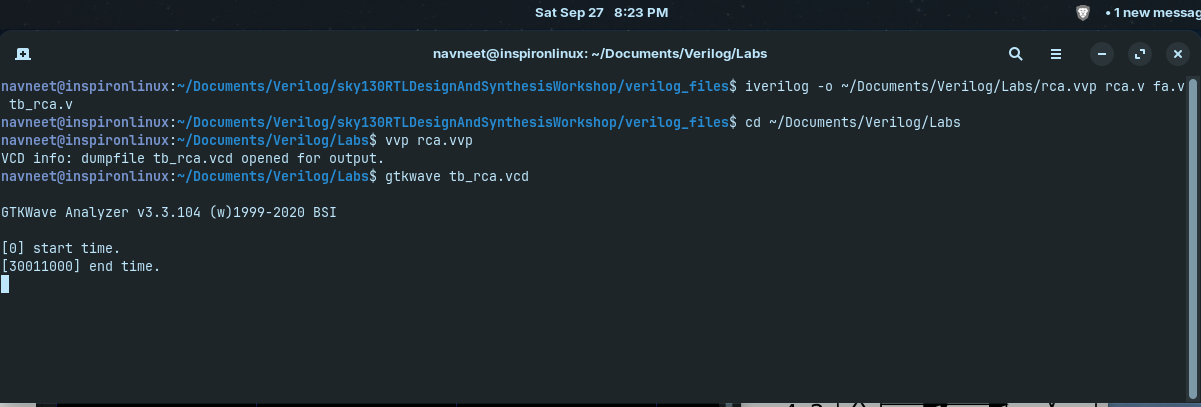 Sat Sep 27 8:23 PM
• 1 new messag
navneet@inspironlinux: ~/Documents/Verilog/Labs
navneet@inspironlinux:~/Documents/Verilog/sky130RTLDesignAndSynthesisWorkshop/verilog_files$ iverilog -o ~/Documents/Verilog/Labs/rca.vvp rca.v fa.v
tb_rca.v
navneet@inspironlinux:~/Documents/Verilog/sky130RTLDesignAndSynthesisWorkshop/verilog_files$ cd ~/Documents/Verilog/Labs
navneet@inspironlinux:~/Documents/Verilog/Labs$ vvp rca.vvp
VCD info: dumpfile tb_rca.vcd opened for output.
navneet@inspironlinux:~/Documents/Verilog/Labs$ gtkwave tb_rca.vcd
GTKWave Analyzer v3.3.104 (w)1999-2020 BSI
[0] start time.
[30011000] end time.